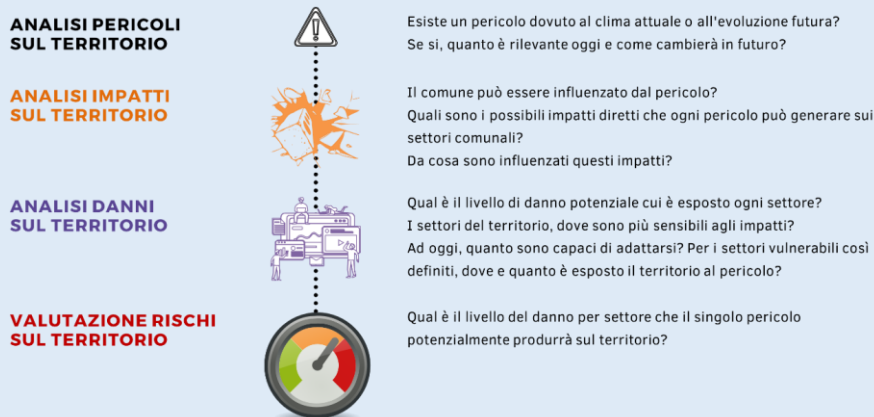 ANALISI PERICOLI
SUL TERRITORIO
Esiste un pericolo dovuto al clima attuale o all'evoluzione futura?
Se si, quanto è rilevante oggi e come cambierà in futuro?
ANALISI IMPATTI
SUL TERRITORIO
Il comune può essere influenzato dal pericolo?
Quali sono i possibili impatti diretti che ogni pericolo può generare sui
settori comunali?
Da cosa sono influenzati questi impatti?
ANALISI DANNI
SUL TERRITORIO
Qual è il livello di danno potenziale cui è esposto ogni settore?
I settori del territorio, dove sono più sensibili agli impatti?
Ad oggi, quanto sono capaci di adattarsi? Per i settori vulnerabili così
definiti, dove e quanto è esposto il territorio al pericolo?
VALUTAZIONE RISCHI
SUL TERRITORIO
Qual è il livello del danno per settore che il singolo pericolo
potenzialmente produrrà sul territorio?